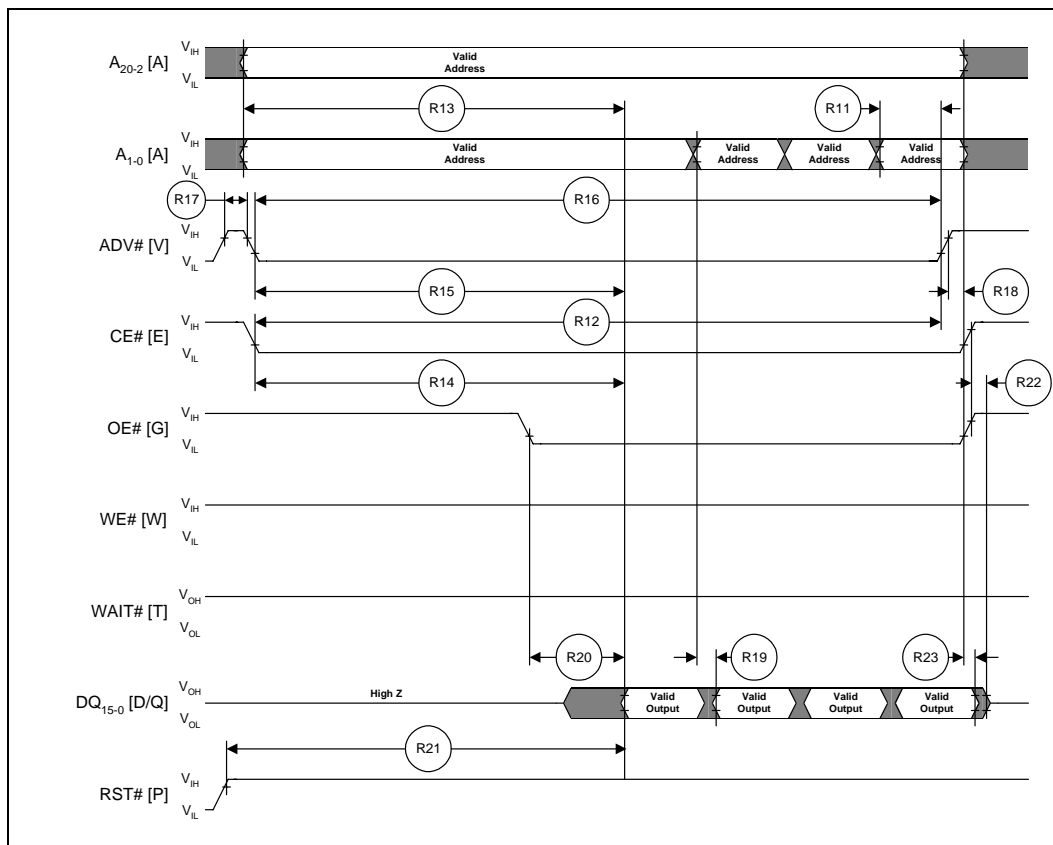 A20-2 [A] VIH VIL Valid Address
R13 R11
A1-0 [A] VIH VIL Valid Address Valid Address Valid Address Valid Address
R17 R16
ADV# [V] VIH VIL
R15 R18
CE# [E] VIH VIL R12
R14 R22
OE# [G] VIH VIL
WE# [W] VIH VIL
WAIT# [T] VOH VOL
R20 R19 R23
DQ15-0 [D/Q] VOH VOL High Z Valid Output Valid Output Valid Output Valid Output
R21
RST# [P] VIH VIL